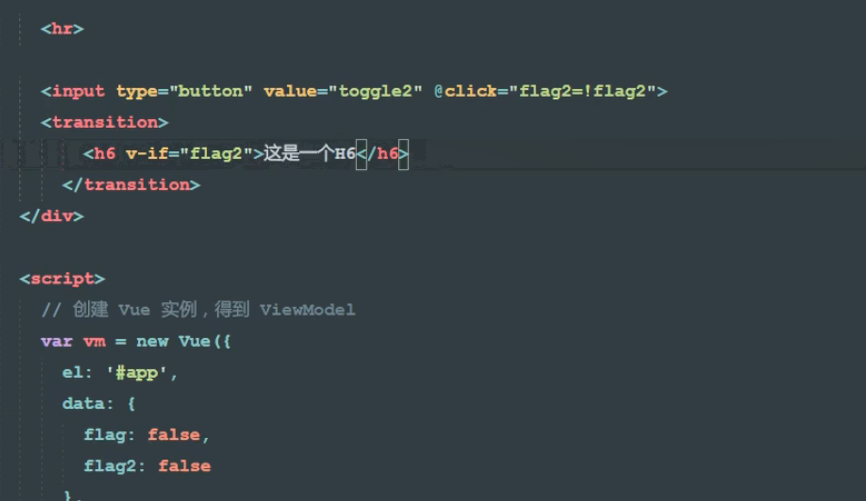 <hr>
<input type="button" value="toggle2" @click="flag2=!flag2">
<transition>
<h6 v-if="flag2">这是一个H6</h6>
</transition>
</div>
<script>
// 创建 Vue 实例，得到 ViewModel
var vm = new Vue({
el: '#app',
data: {
flag: false,
flag2: false
},